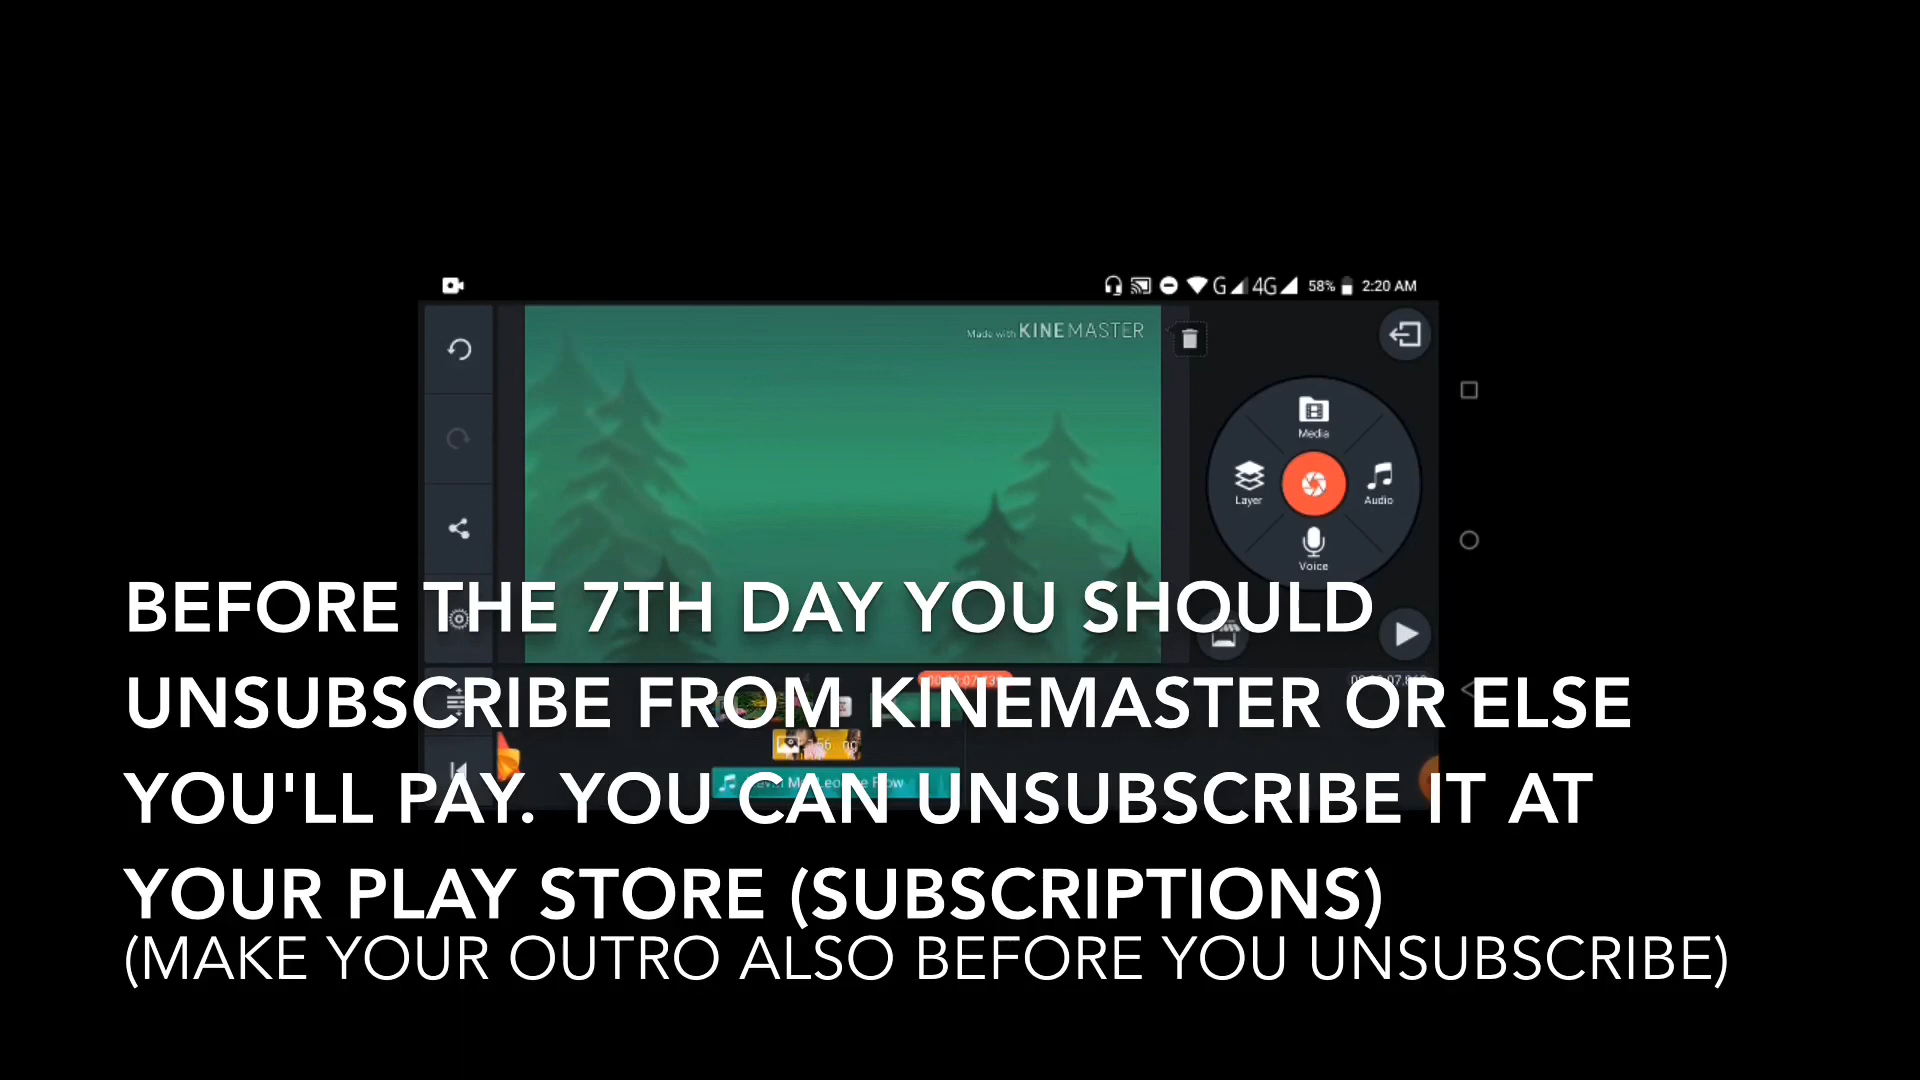 G 4G 58% 2:20 AM
Made with KINEMASTER
Media
Layer
Audio
Voice
BEFORE THE 7TH DAY YOU SHOULD
UNSUBSCRIBE FROM KINEMASTER OR ELSE
YOU'LL PAY. YOU CAN UNSUBSCRIBE IT AT
YOUR PLAY STORE (SUBSCRIPTIONS)
(MAKE YOUR OUTRO ALSO BEFORE YOU UNSUBSCRIBE)